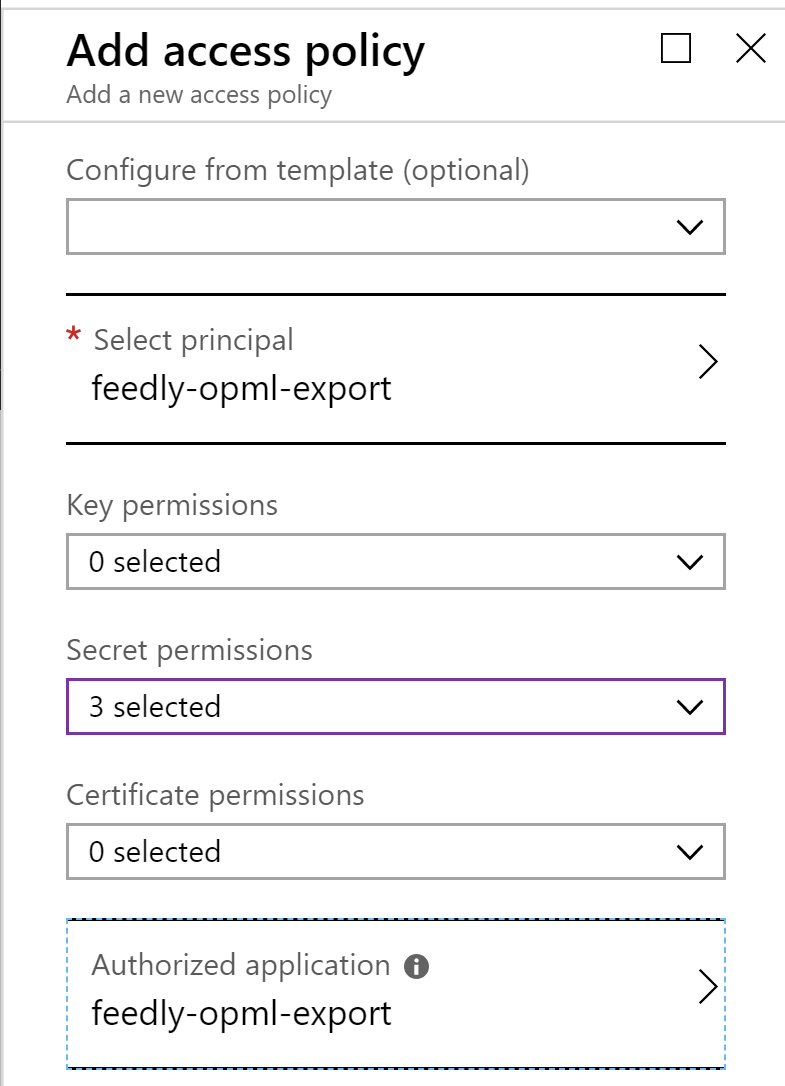 Add access policy
Add a new access policy
Configure from template (optional)
* Select principal
feedly-opml-export
Key permissions
0 selected
Secret permissions
3 selected
Certificate permissions
0 selected
Authorized application
feedly-opml-export